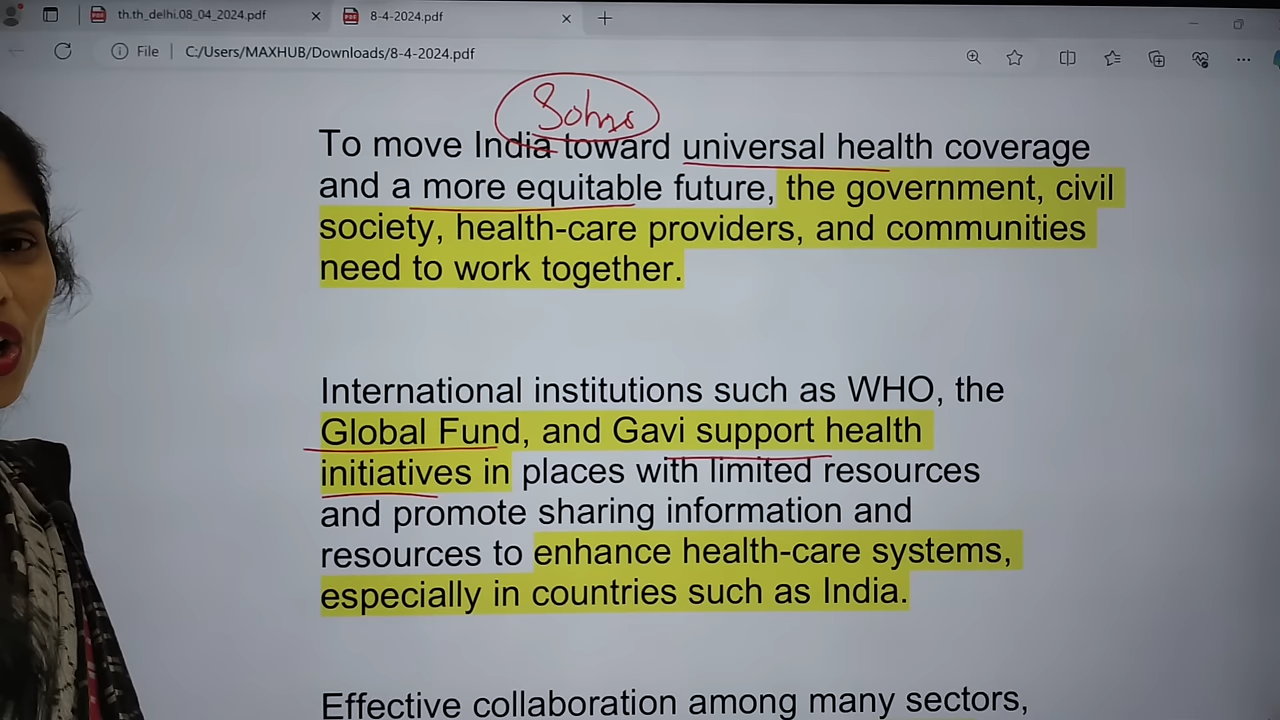 th.th_delhi.08_04_2024.pdf
8-4-2024.pdf
File
C:/Users/MAXHUB/Downloads/8-4-2024.pdf
To move India toward universal health coverage
and a more equitable future, the government, civil
society, health-care providers, and communities
need to work together.
International institutions such as WHO, the
Global Fund, and Gavi support health
initiatives in places with limited resources
and promote sharing information and
resources to enhance health-care systems,
especially in countries such as India.
Effective collaboration among many sectors,